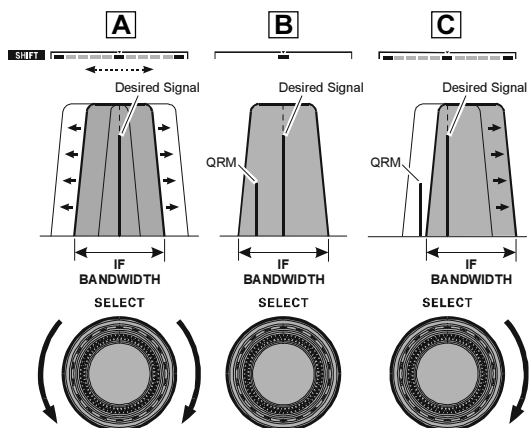 A
B
C
SHIFT
Desired Signal
Desired Signal
Desired Signal
QRM
QRM
IF
BANDWIDTH
IF
BANDWIDTH
IF
BANDWIDTH
SELECT
SELECT
SELECT